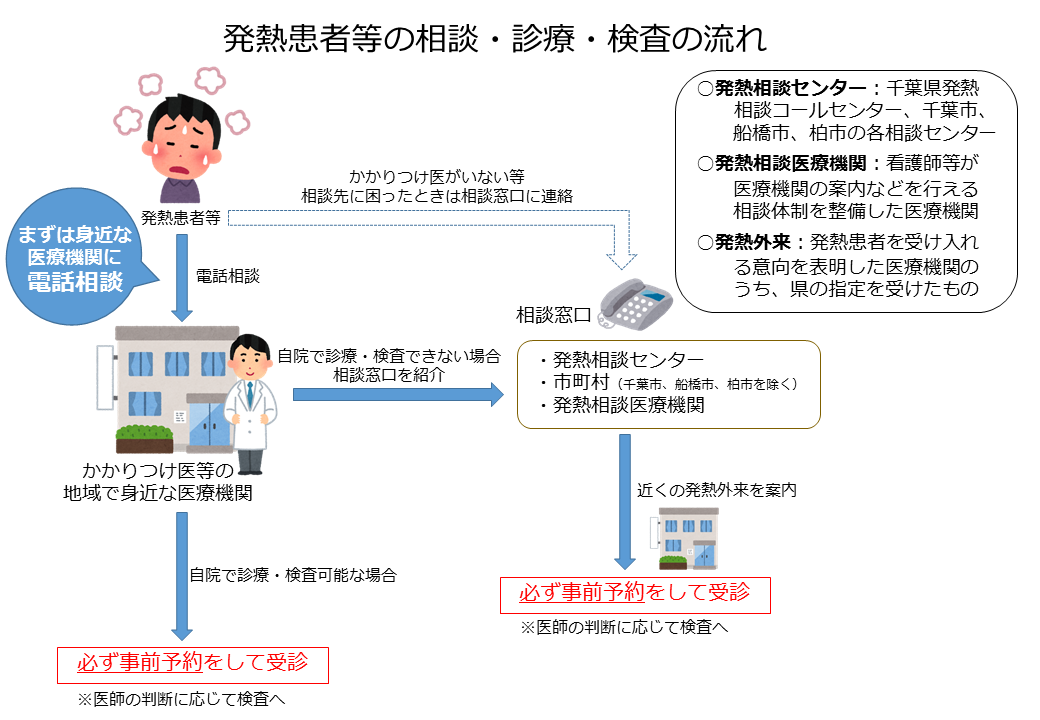 発熱患者等の相談・診療・検査の流れ
○発熱相談センター：千葉県発熱
相談コールセンター、千葉市、
船橋市、柏市の各相談センター
○発熱相談医療機関：看護師等が
医療機関の案内などを行える
相談体制を整備した医療機関
○発熱外来：発熱患者を受け入れ
る意向を表明した医療機関の
うち、県の指定を受けたもの
かかりつけ医がいない等
相談先に困ったときは相談窓口に連絡
発熱患者等
まずは身近な
医療機関に
電話相談
電話相談
相談窓口
自院で診療・検査できない場合
相談窓口を紹介
・発熱相談センター
・市町村（千葉市、船橋市、柏市を除く）
・発熱相談医療機関
かかりつけ医等の
地域で身近な医療機関
近くの発熱外来を案内
自院で診療・検査可能な場合
必ず事前予約をして受診
※医師の判断に応じて検査へ
必ず事前予約をして受診
※医師の判断に応じて検査へ